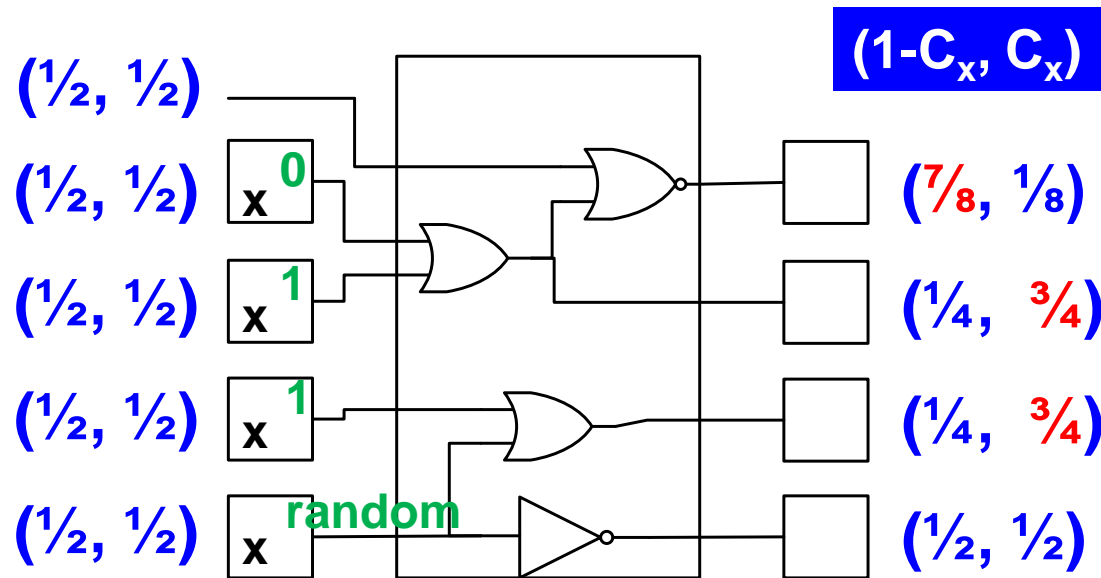 (1-Cₓ, Cₓ)
(½, ½)
(½, ½) x 0 (⅞, ⅛)
(½, ½) x 1 (¼, ¾)
(½, ½) x 1 (¼, ¾)
(½, ½) x random (½, ½)